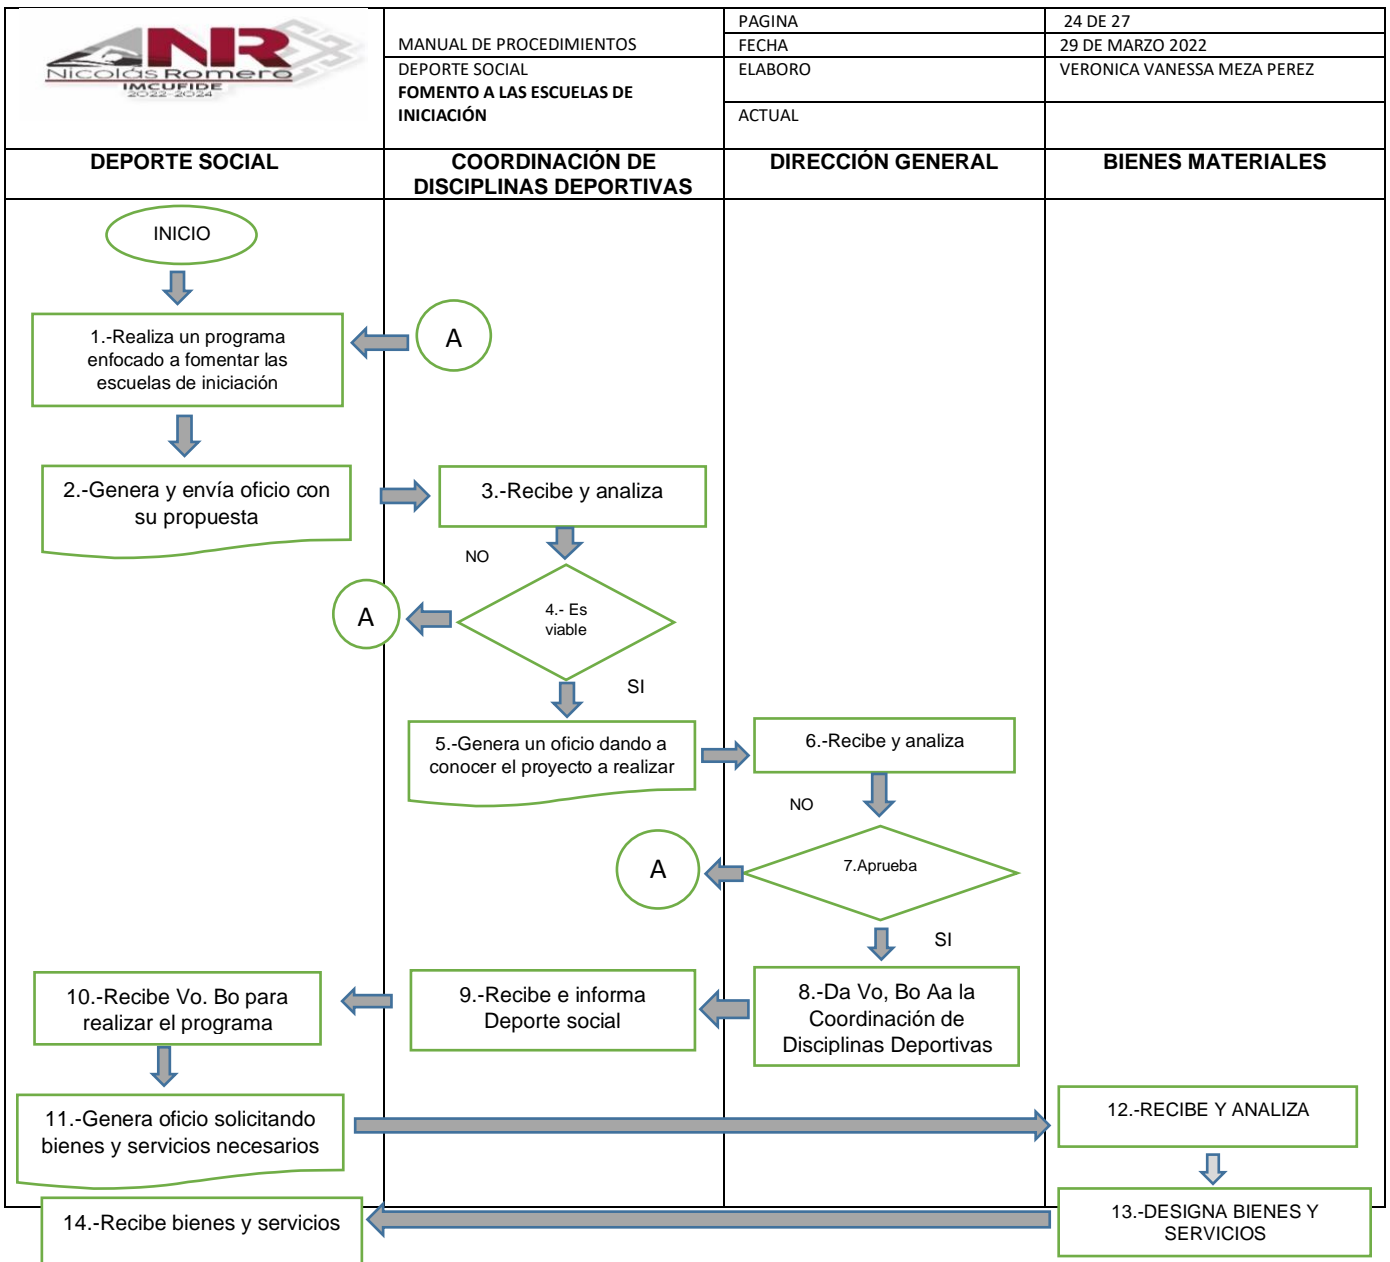 NR
Nicolás Romero
IMCUFIDE
2022-2024
MANUAL DE PROCEDIMIENTOS
DEPORTE SOCIAL
FOMENTO A LAS ESCUELAS DE
INICIACIÓN
PAGINA
24 DE 27
FECHA
29 DE MARZO 2022
ELABORO
VERONICA VANESSA MEZA PEREZ
ACTUAL
DEPORTE SOCIAL
COORDINACIÓN DE
DISCIPLINAS DEPORTIVAS
DIRECCIÓN GENERAL
BIENES MATERIALES
INICIO
1.-Realiza un programa
enfocado a fomentar las
escuelas de iniciación
A
2.-Genera y envía oficio con
su propuesta
3.-Recibe y analiza
NO
4.- Es
viable
A
SI
5.-Genera un oficio dando a
conocer el proyecto a realizar
6.-Recibe y analiza
NO
7.Aprueba
A
SI
8.-Da Vo, Bo Aa la
Coordinación de
Disciplinas Deportivas
9.-Recibe e informa
Deporte social
10.-Recibe Vo. Bo para
realizar el programa
11.-Genera oficio solicitando
bienes y servicios necesarios
12.-RECIBE Y ANALIZA
13.-DESIGNA BIENES Y
SERVICIOS
14.-Recibe bienes y servicios